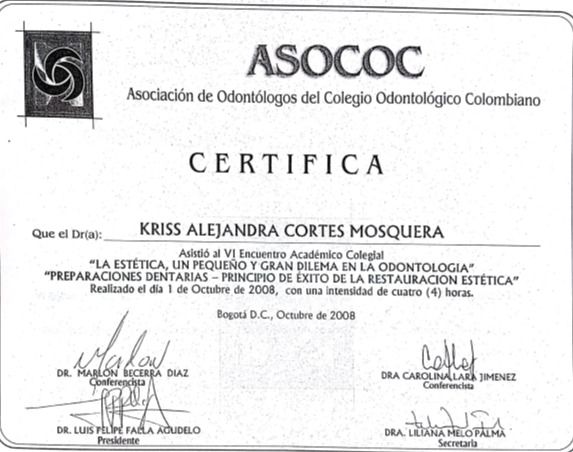 ASOCOC
Asociación de Odontólogos del Colegio Odontológico Colombiano
CERTIFICA
Que el Dr(a): KRISS ALEJANDRA CORTES MOSQUERA
Asistió al VI Encuentro Académico Colegial
"LA ESTÉTICA, UN PEQUEÑO Y GRAN DILEMA EN LA ODONTOLOGIA"
"PREPARACIONES DENTARIAS – PRINCIPIO DE ÉXITO DE LA RESTAURACION ESTÉTICA"
Realizado el día 1 de Octubre de 2008, con una intensidad de cuatro (4) horas.
Bogotá D.C., Octubre de 2008
DR. MARLON BECERRA DIAZ
Conferencista
DRA CAROLINA LARA JIMENEZ
Conferencista
DR. LUIS FELIPE FALLA AGUDELO
Presidente
DRA. LILIANA MELO PALMA
Secretaria